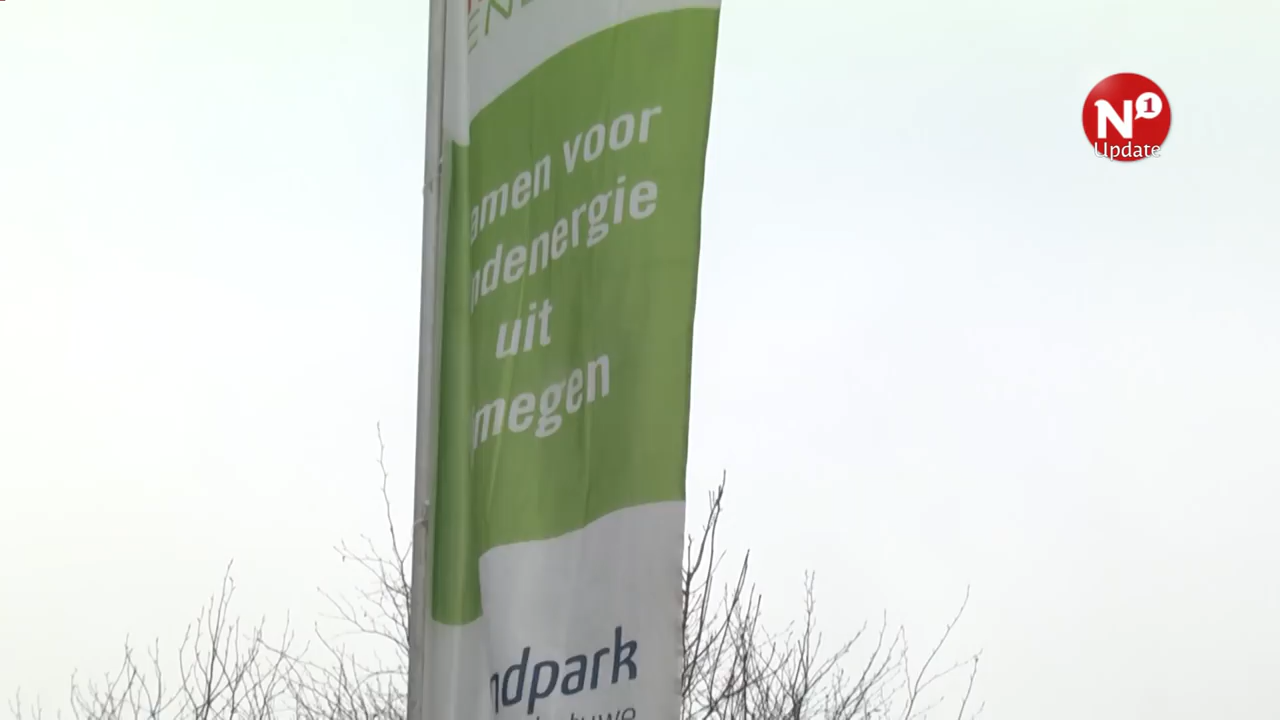 N1
Update
amen voor
ndenergie
uit
megen
ndpark